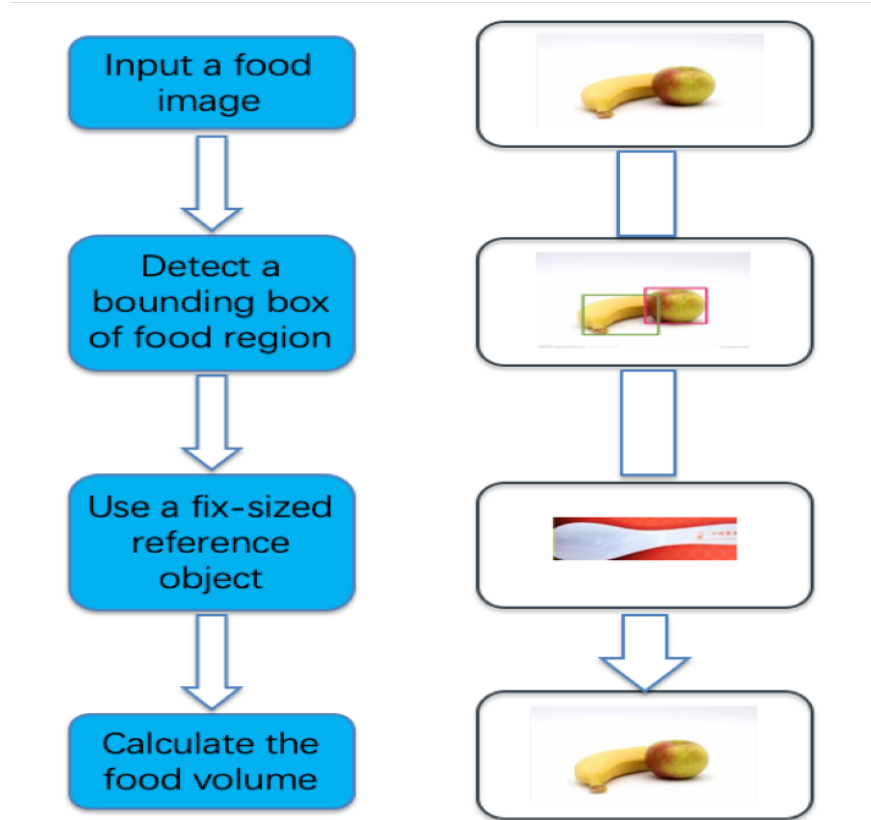 Input a food
image
Detect a
bounding box
of food region
Use a fix-sized
reference
object
Calculate the
food volume